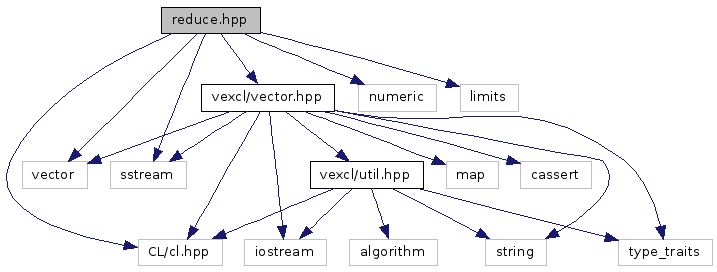 reduce.hpp
vexcl/vector.hpp
numeric
limits
vector
sstream
vexcl/util.hpp
map
cassert
CL/cl.hpp
iostream
algorithm
string
type_traits